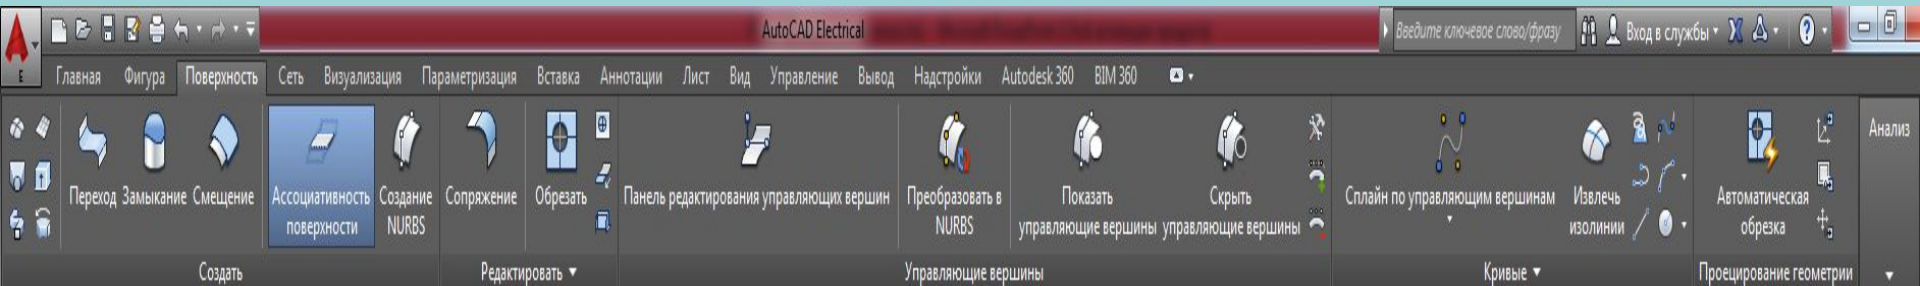 AutoCAD Electrical
Введите ключевое слово/фразу
Вход в службы
E
Главная Фигура Поверхность Сеть Визуализация Параметризация Вставка Аннотации Лист Вид Управление Вывод Надстройки Autodesk 360 BIM 360
Переход Замыкание Смещение
Ассоциативность
поверхности
Создание
NURBS
Сопряжение
Обрезать
Панель редактирования управляющих вершин
Преобразовать в
NURBS
Показать
управляющие вершины
Скрыть
управляющие вершины
Сплайн по управляющим вершинам
Извлечь
изолинии
Автоматическая
обрезка
Анализ
Создать
Редактировать
Управляющие вершины
Кривые
Проецирование геометрии